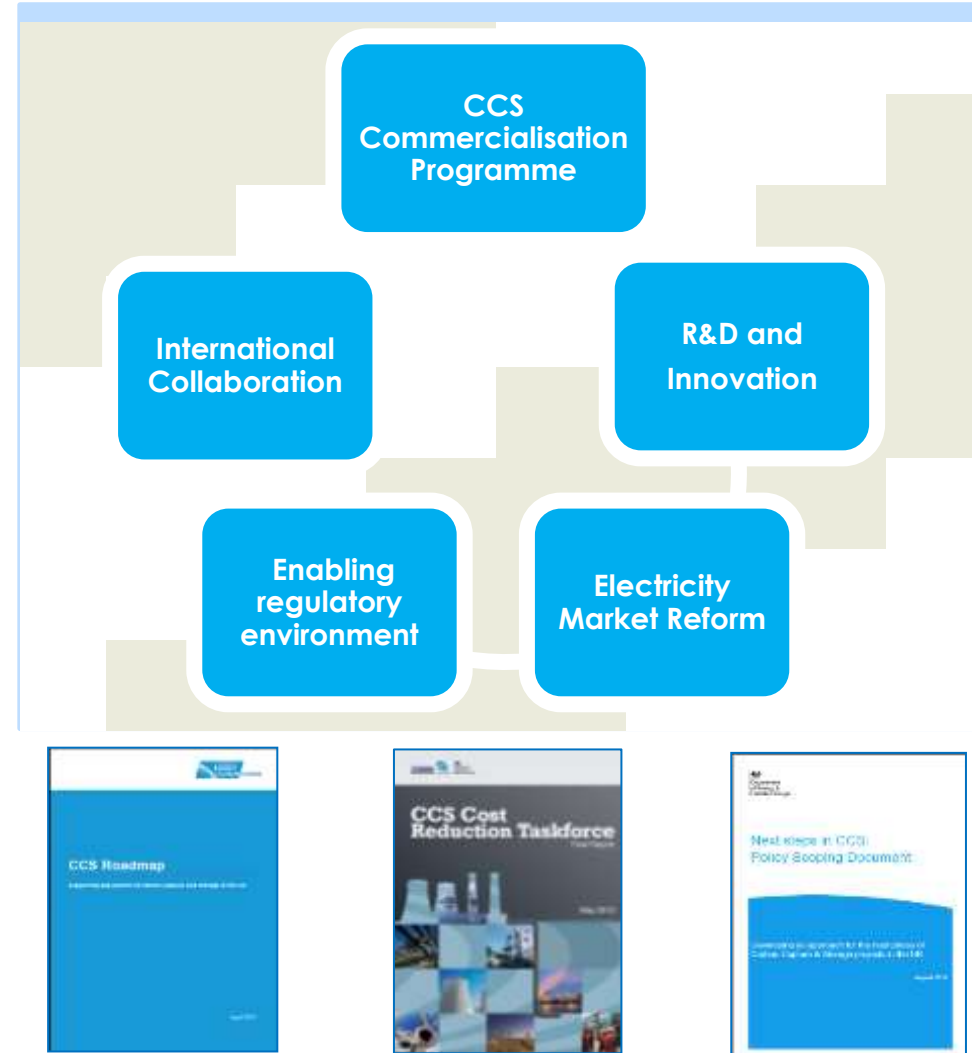 CCS
Commercialisation
Programme
International
Collaboration
R&D and
Innovation
Enabling
regulatory
environment
Electricity
Market Reform
CCS Roadmap
CCS Cost
Reduction Taskforce
Next steps in CCS:
Policy Scoping Document